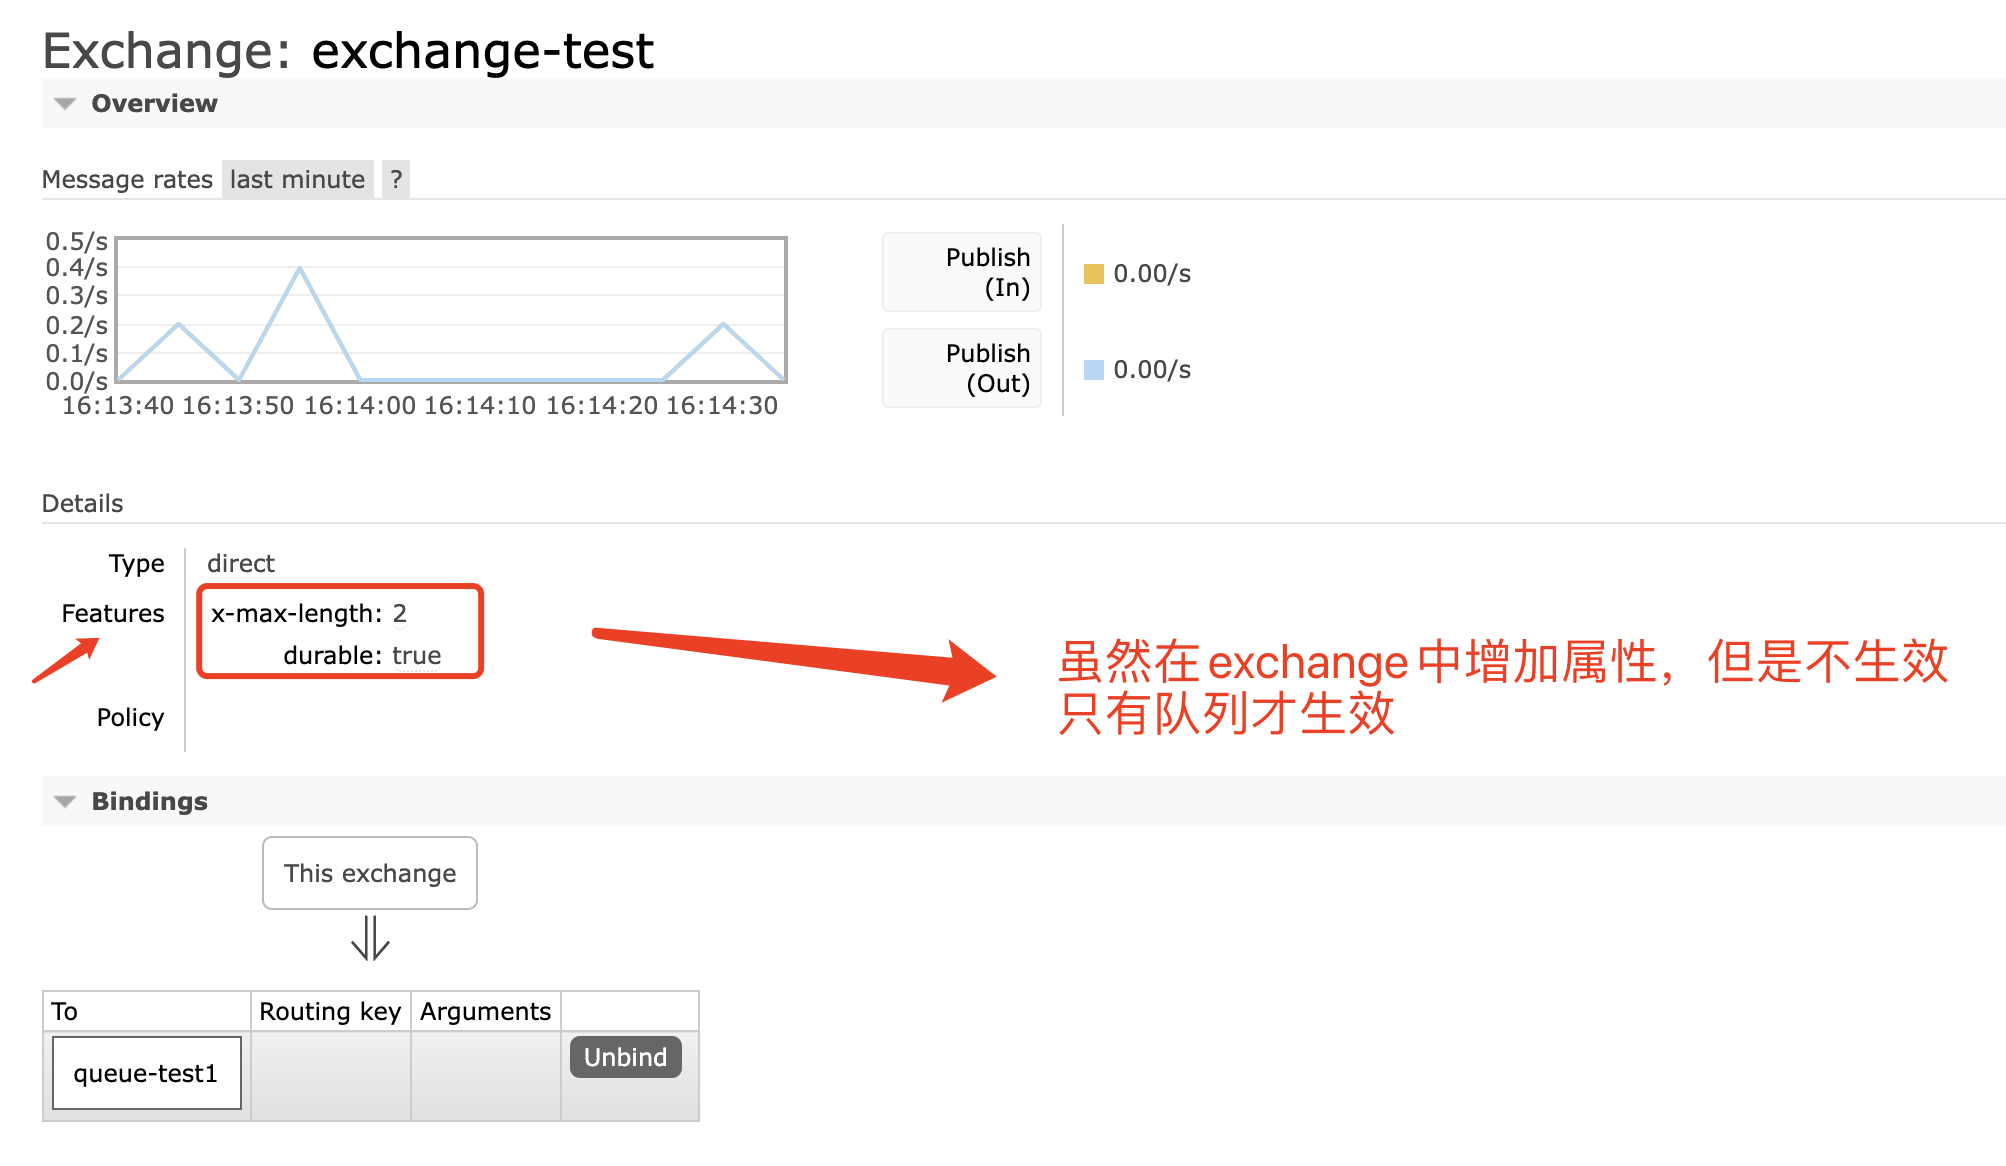 Exchange: exchange-test
Overview
Message rates last minute ?
0.5/s
0.4/s
0.3/s
0.2/s
0.1/s
0.0/s
16:13:40 16:13:50 16:14:00 16:14:10 16:14:20 16:14:30
Publish
(In)
0.00/s
Publish
(Out)
0.00/s
Details
Type direct
Features x-max-length: 2
durable: true
Policy
虽然在exchange中增加属性，但是不生效
只有队列才生效
Bindings
This exchange
To Routing key Arguments
queue-test1 Unbind